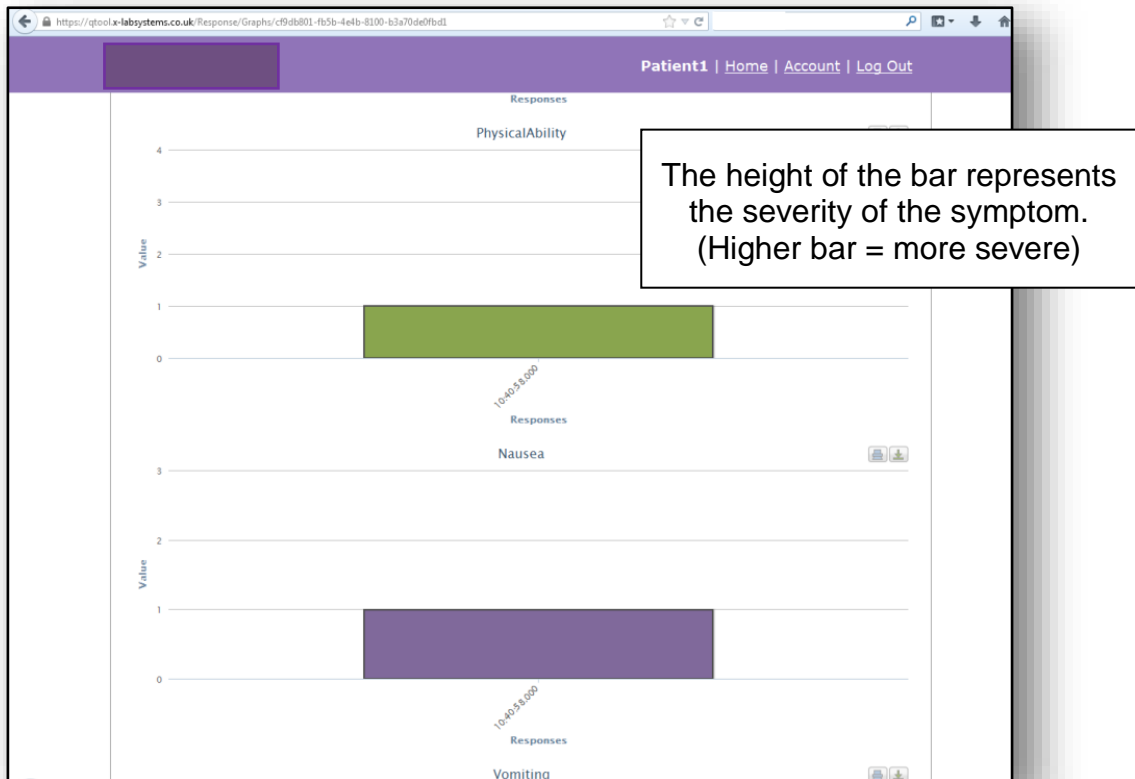 https://qtool.x-labsystems.co.uk/Response/Graphs/cf9db801-fb5b-4e4b-8100-b3a70de0fbd1
Patient1 | Home | Account | Log Out
Responses
PhysicalAbility
The height of the bar represents
the severity of the symptom.
(Higher bar = more severe)
4
3
2
1
0
Value
10:40:58.000
Responses
Nausea
3
2
1
0
Value
10:40:58.000
Responses
Vomiting